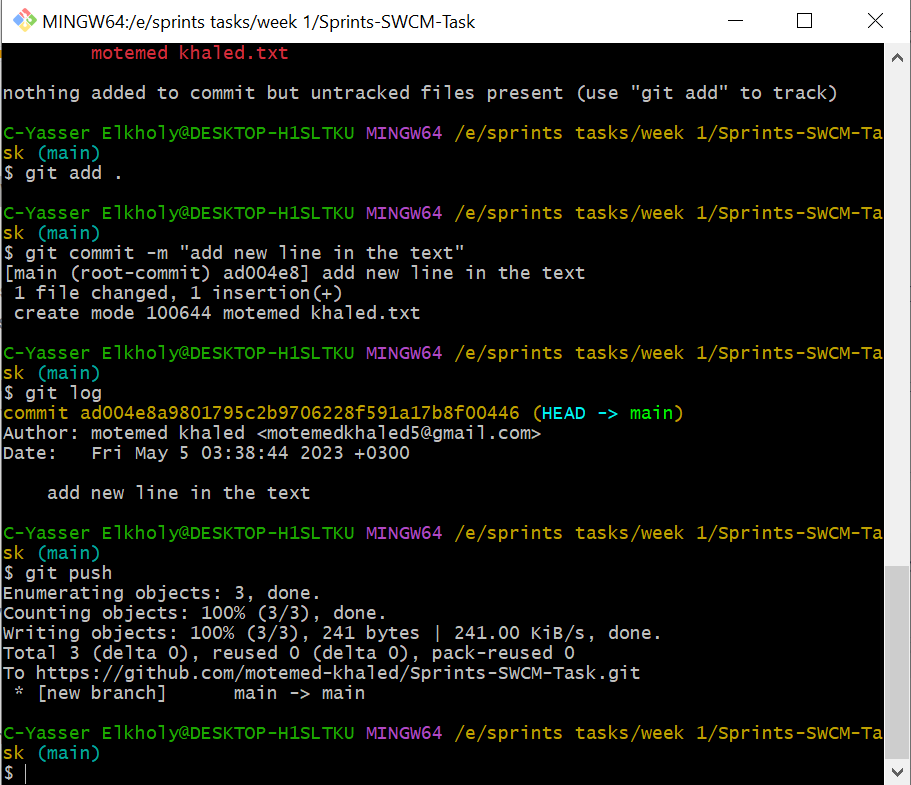 MINGW64:/e/sprints tasks/week 1/Sprints-SWCM-Task
motemed khaled.txt
nothing added to commit but untracked files present (use "git add" to track)
C-Yasser Elkholy@DESKTOP-H1SLTKU MINGW64 /e/sprints tasks/week 1/Sprints-SWCM-Ta
sk (main)
$ git add .
C-Yasser Elkholy@DESKTOP-H1SLTKU MINGW64 /e/sprints tasks/week 1/Sprints-SWCM-Ta
sk (main)
$ git commit -m "add new line in the text"
[main (root-commit) ad004e8] add new line in the text
 1 file changed, 1 insertion(+)
 create mode 100644 motemed khaled.txt
C-Yasser Elkholy@DESKTOP-H1SLTKU MINGW64 /e/sprints tasks/week 1/Sprints-SWCM-Ta
sk (main)
$ git log
commit ad004e8a9801795c2b9706228f591a17b8f00446 (HEAD -> main)
Author: motemed khaled <motemedkhaled5@gmail.com>
Date:   Fri May 5 03:38:44 2023 +0300
    add new line in the text
C-Yasser Elkholy@DESKTOP-H1SLTKU MINGW64 /e/sprints tasks/week 1/Sprints-SWCM-Ta
sk (main)
$ git push
Enumerating objects: 3, done.
Counting objects: 100% (3/3), done.
Writing objects: 100% (3/3), 241 bytes | 241.00 KiB/s, done.
Total 3 (delta 0), reused 0 (delta 0), pack-reused 0
To https://github.com/motemed-khaled/Sprints-SWCM-Task.git
 * [new branch]      main -> main
C-Yasser Elkholy@DESKTOP-H1SLTKU MINGW64 /e/sprints tasks/week 1/Sprints-SWCM-Ta
sk (main)
$